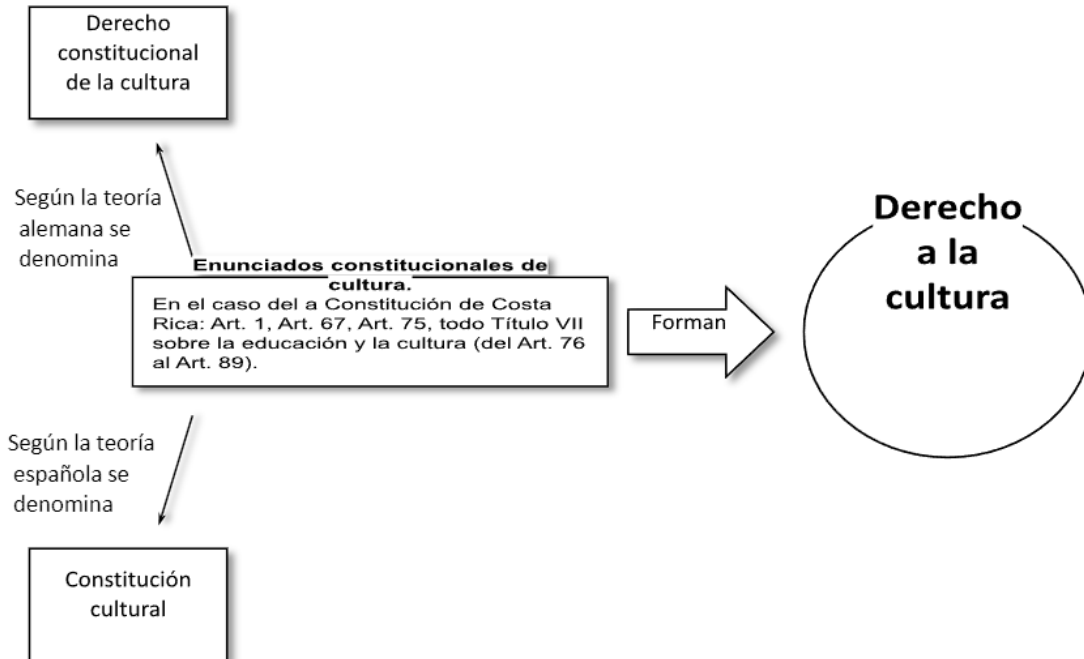 Derecho
constitucional
de la cultura
Según la teoría
alemana se
denomina
Enunciados constitucionales de
cultura.
En el caso del a Constitución de Costa
Rica: Art. 1, Art. 67, Art. 75, todo Título VII
sobre la educación y la cultura (del Art. 76
al Art. 89).
Forman
Derecho
a la
cultura
Según la teoría
española se
denomina
Constitución
cultural